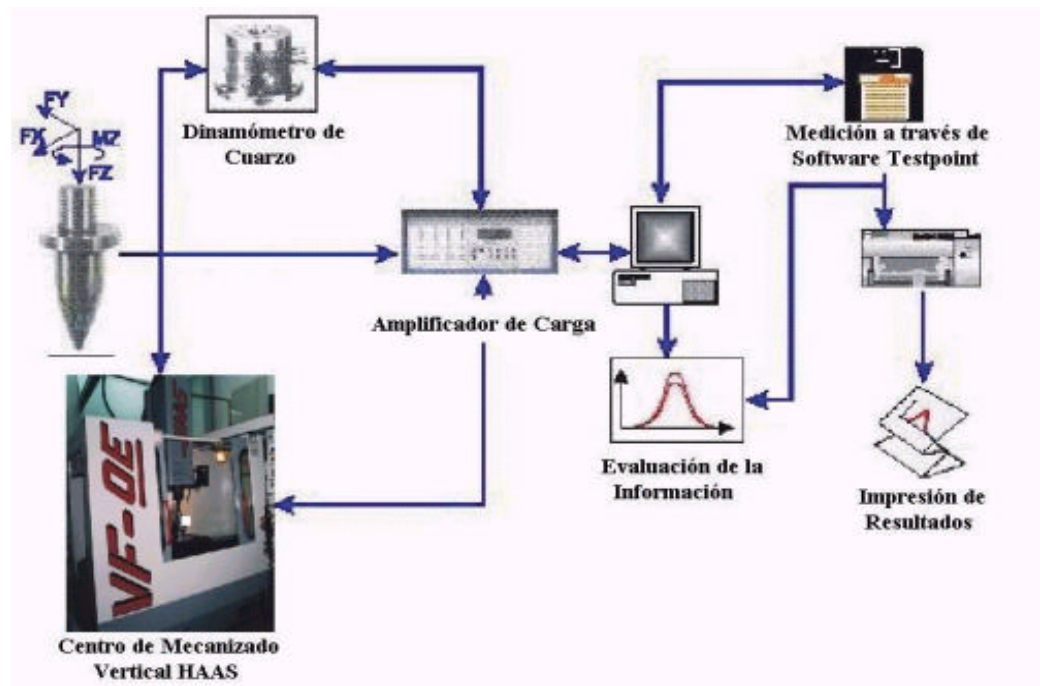 Dinamómetro de
Cuarzo
FY
FX
MZ
FZ
Medición a través de
Software Testpoint
Amplificador de Carga
HAAS
VF-OE
Evaluación de la
Información
Impresión de
Resultados
Centro de Mecanizado
Vertical HAAS